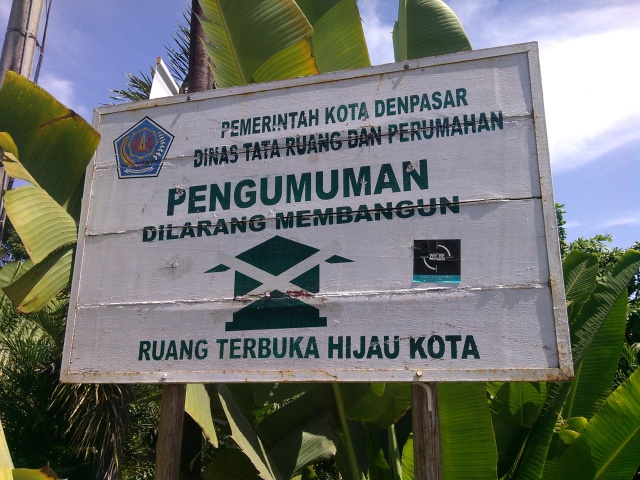 PEMERINTAH KOTA DENPASAR
DINAS TATA RUANG DAN PERUMAHAN
PENGUMUMAN
DILARANG MEMBANGUN
RUANG TERBUKA HIJAU KOTA